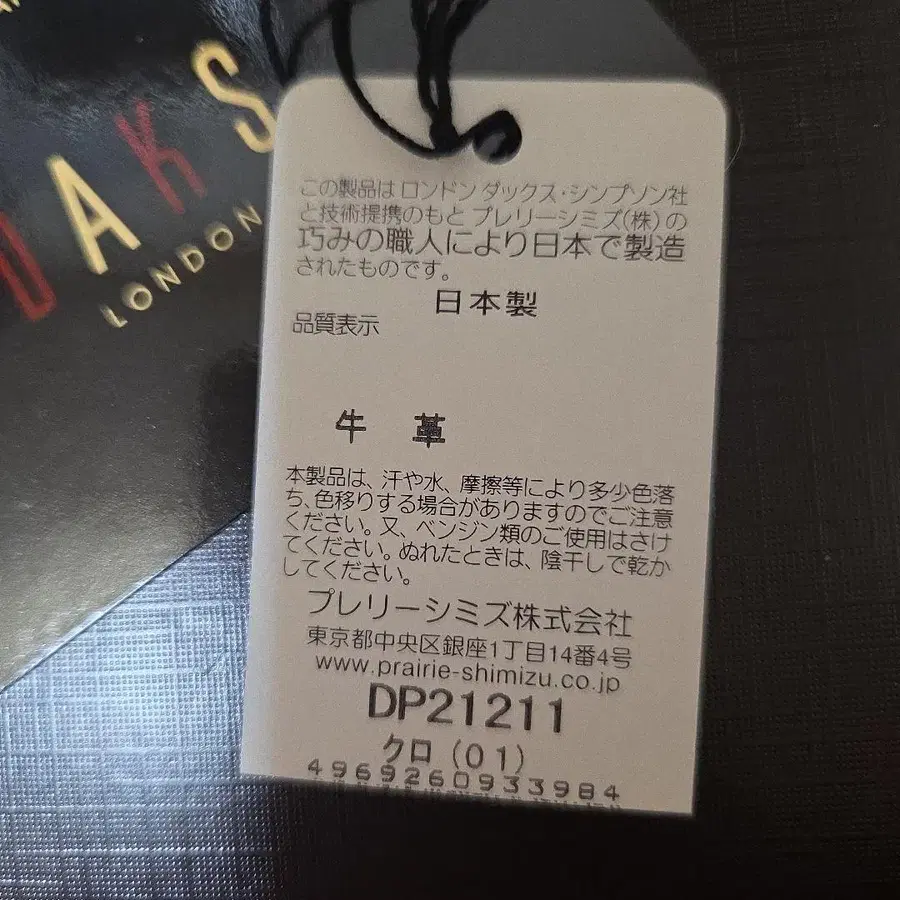 DAKS
LONDON
この製品は ロンドン ダックス・シンプソン社
と技術提携のもと プレリーシミズ(株)の
巧みの職人により日本で製造
されたものです。
日本製
品質表示
牛 革
本製品は、汗や水、摩擦等により多少色落
ち、色移りする場合がありますのでご注意
ください。又、ベンジン類のご使用はさけ
てください。ぬれたときは、陰干しで乾か
してください。
プレリーシミズ株式会社
東京都中央区銀座1丁目14番4号
www.prairie-shimizu.co.jp
DP21211
クロ (01)
4969260933984